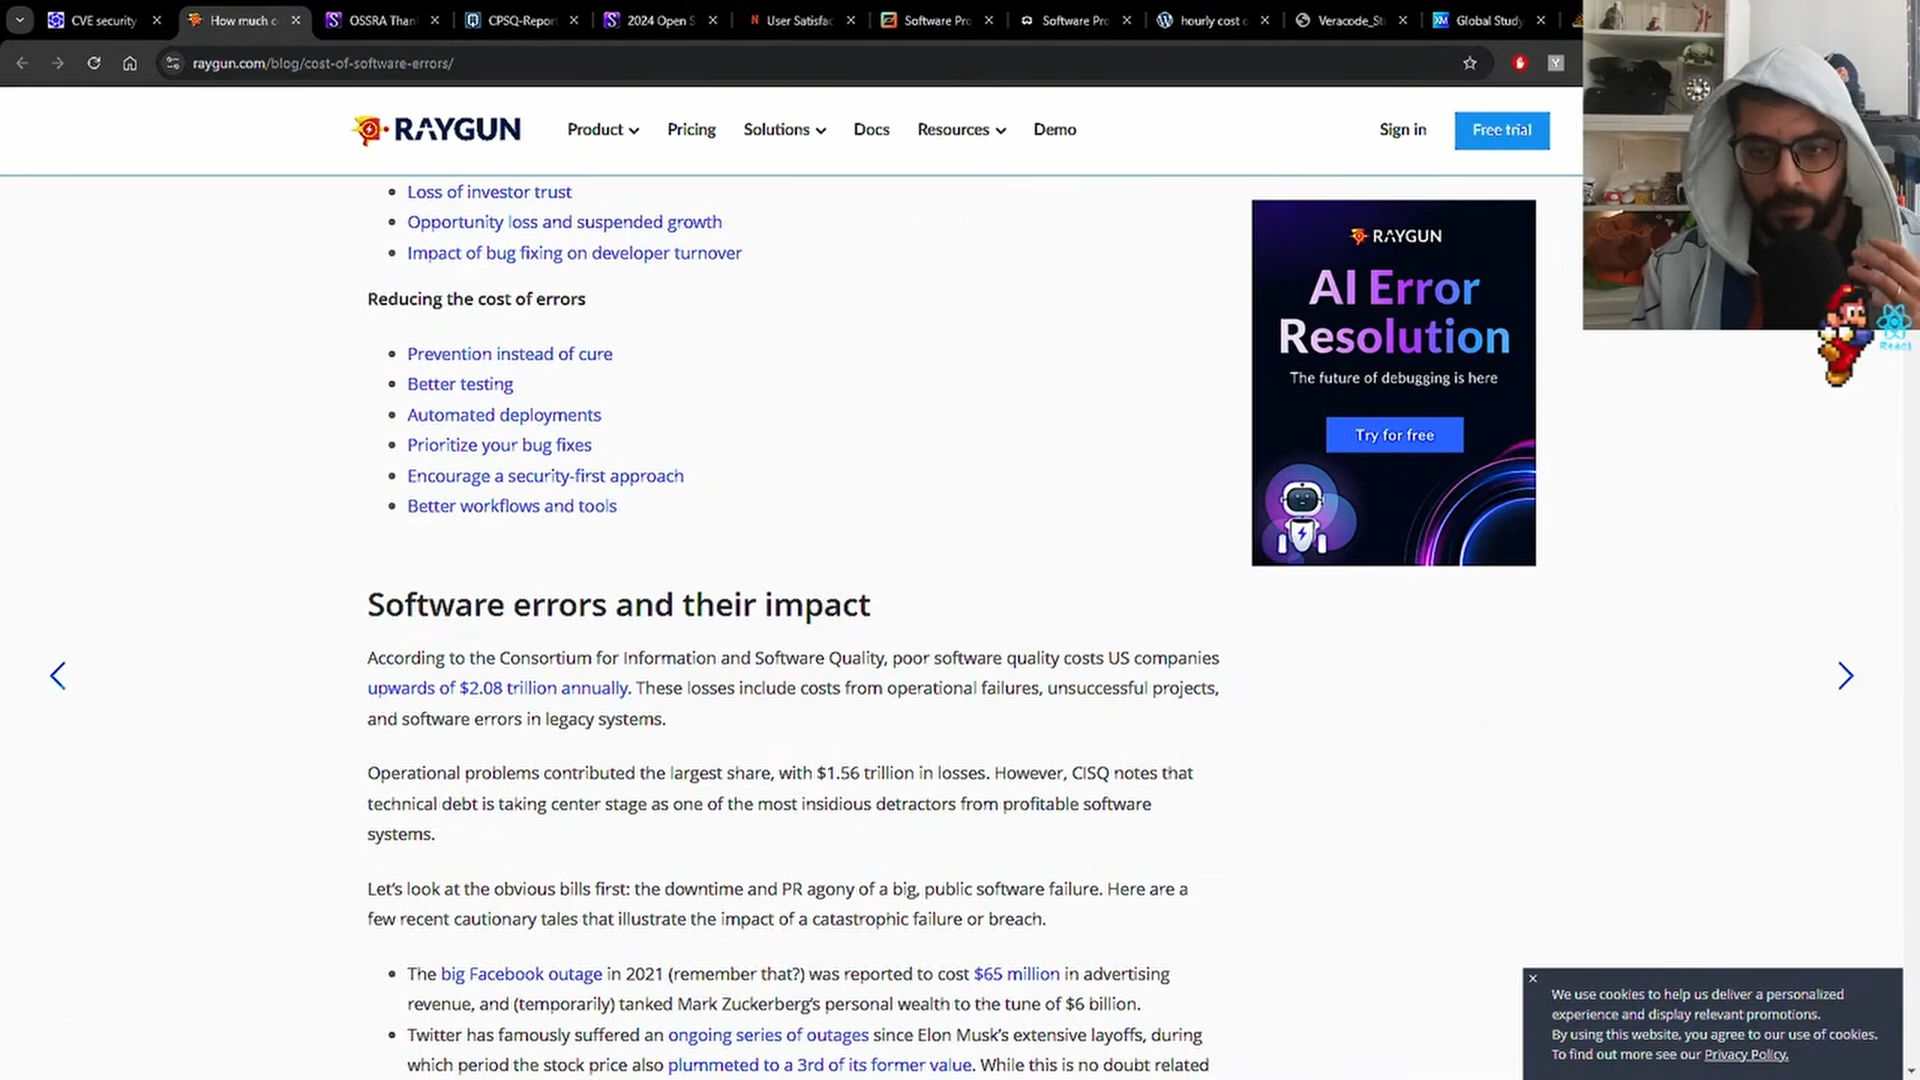 CVE security
How much c
OSSRA Than
CPSQ-Repor
2024 Open S
User Satisfac
Software Pro
Software Pro
hourly cost o
Veracode_St
Global Study
raygun.com/blog/cost-of-software-errors/
Y
RAYGUN
Product
Pricing
Solutions
Docs
Resources
Demo
Sign in
Free trial
Loss of investor trust
Opportunity loss and suspended growth
Impact of bug fixing on developer turnover
Reducing the cost of errors
Prevention instead of cure
Better testing
Automated deployments
Prioritize your bug fixes
Encourage a security-first approach
Better workflows and tools
RAYGUN
AI Error
Resolution
The future of debugging is here
Try for free
React
Software errors and their impact
According to the Consortium for Information and Software Quality, poor software quality costs US companies
upwards of $2.08 trillion annually. These losses include costs from operational failures, unsuccessful projects,
and software errors in legacy systems.
Operational problems contributed the largest share, with $1.56 trillion in losses. However, CISQ notes that
technical debt is taking center stage as one of the most insidious detractors from profitable software
systems.
Let's look at the obvious bills first: the downtime and PR agony of a big, public software failure. Here are a
few recent cautionary tales that illustrate the impact of a catastrophic failure or breach.
The big Facebook outage in 2021 (remember that?) was reported to cost $65 million in advertising
revenue, and (temporarily) tanked Mark Zuckerberg's personal wealth to the tune of $6 billion.
Twitter has famously suffered an ongoing series of outages since Elon Musk's extensive layoffs, during
which period the stock price also plummeted to a 3rd of its former value. While this is no doubt related
We use cookies to help us deliver a personalized
experience and display relevant promotions.
By using this website, you agree to our use of cookies.
To find out more see our Privacy Policy.